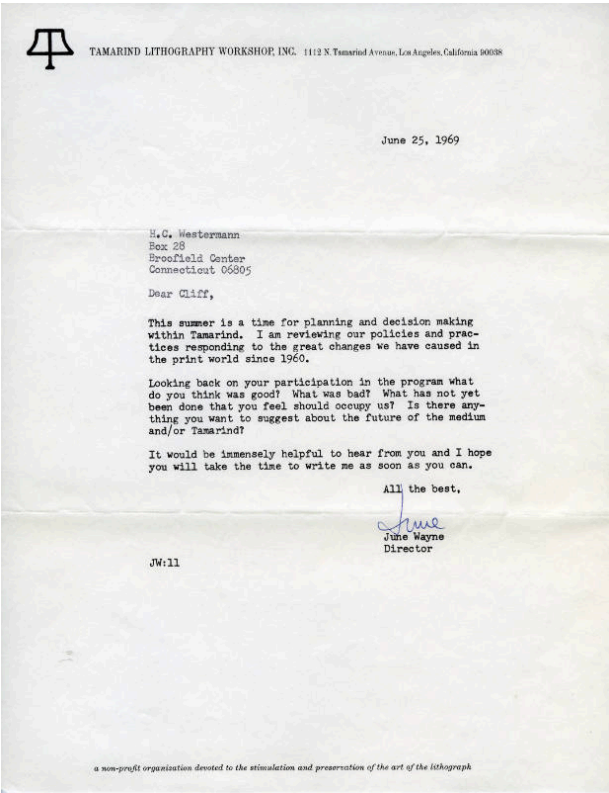 TAMARIND LITHOGRAPHY WORKSHOP, INC. 1112 N. Tamarind Avenue, Los Angeles, California 90038
June 25, 1969
H.C. Westermann
Box 28
Broofield Center
Connecticut 06805
Dear Cliff,
This summer is a time for planning and decision making
within Tamarind. I am reviewing our policies and prac-
tices responding to the great changes we have caused in
the print world since 1960.
Looking back on your participation in the program what
do you think was good? What was bad? What has not yet
been done that you feel should occupy us? Is there any-
thing you want to suggest about the future of the medium
and/or Tamarind?
It would be immensely helpful to hear from you and I hope
you will take the time to write me as soon as you can.
All the best,
June
June Wayne
Director
JW:ll
a non-profit organization devoted to the stimulation and preservation of the art of the lithograph